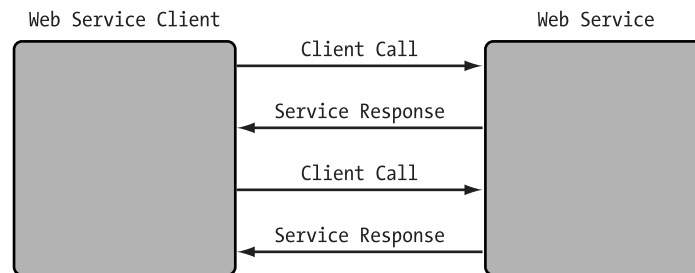 Web Service Client
Web Service
Client Call
Service Response
Client Call
Service Response